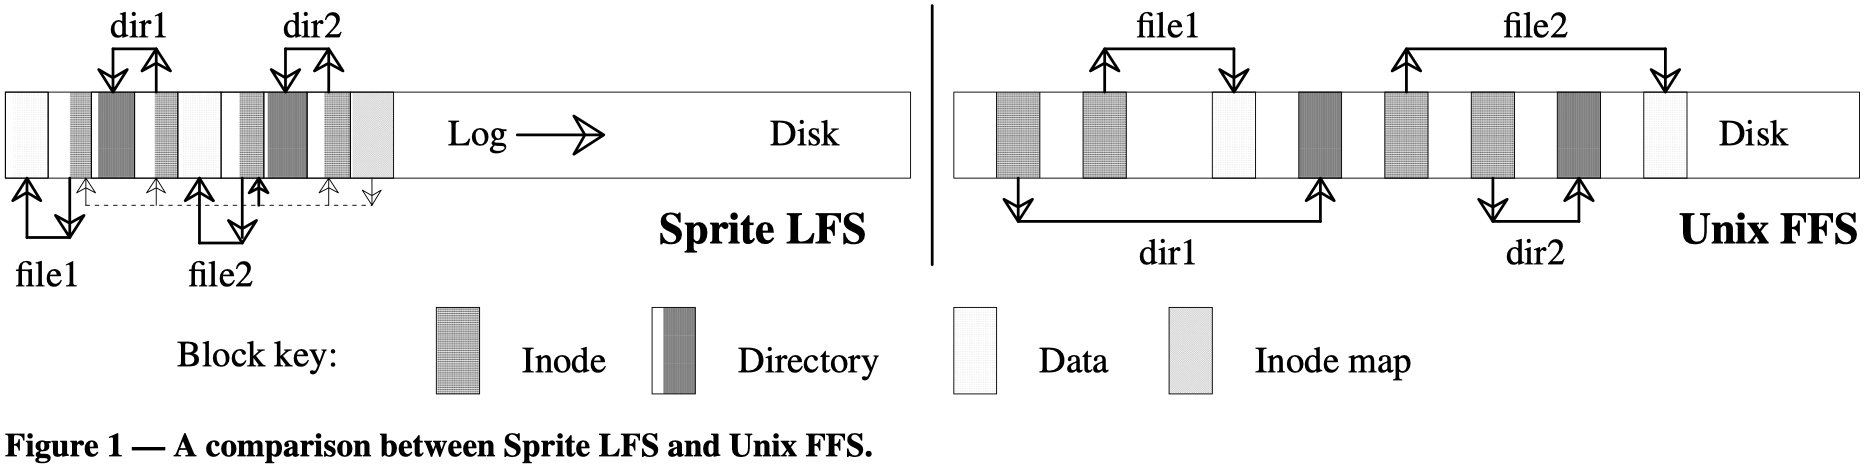 dir1 dir2
Log Disk
Sprite LFS
file1 file2
file1 file2
Disk
Unix FFS
dir1 dir2
Block key: Inode Directory Data Inode map
Figure 1 — A comparison between Sprite LFS and Unix FFS.